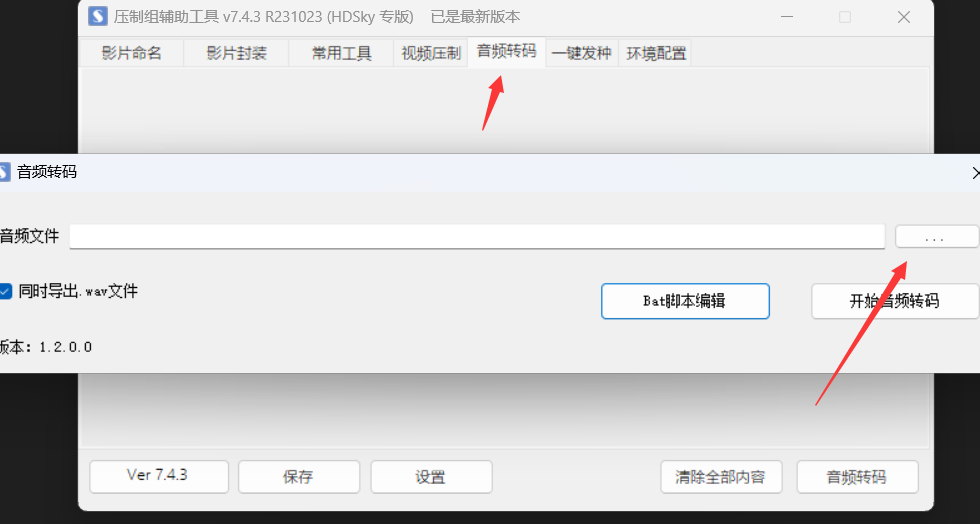 压制组辅助工具 v7.4.3 R231023 (HDSky 专版) 已是最新版本
影片命名 影片封装 常用工具 视频压制 音频转码 一键发种 环境配置
音频转码
音频文件 ...
同时导出.wav文件 Bat脚本编辑 开始音频转码
版本: 1.2.0.0
Ver 7.4.3 保存 设置 清除全部内容 音频转码